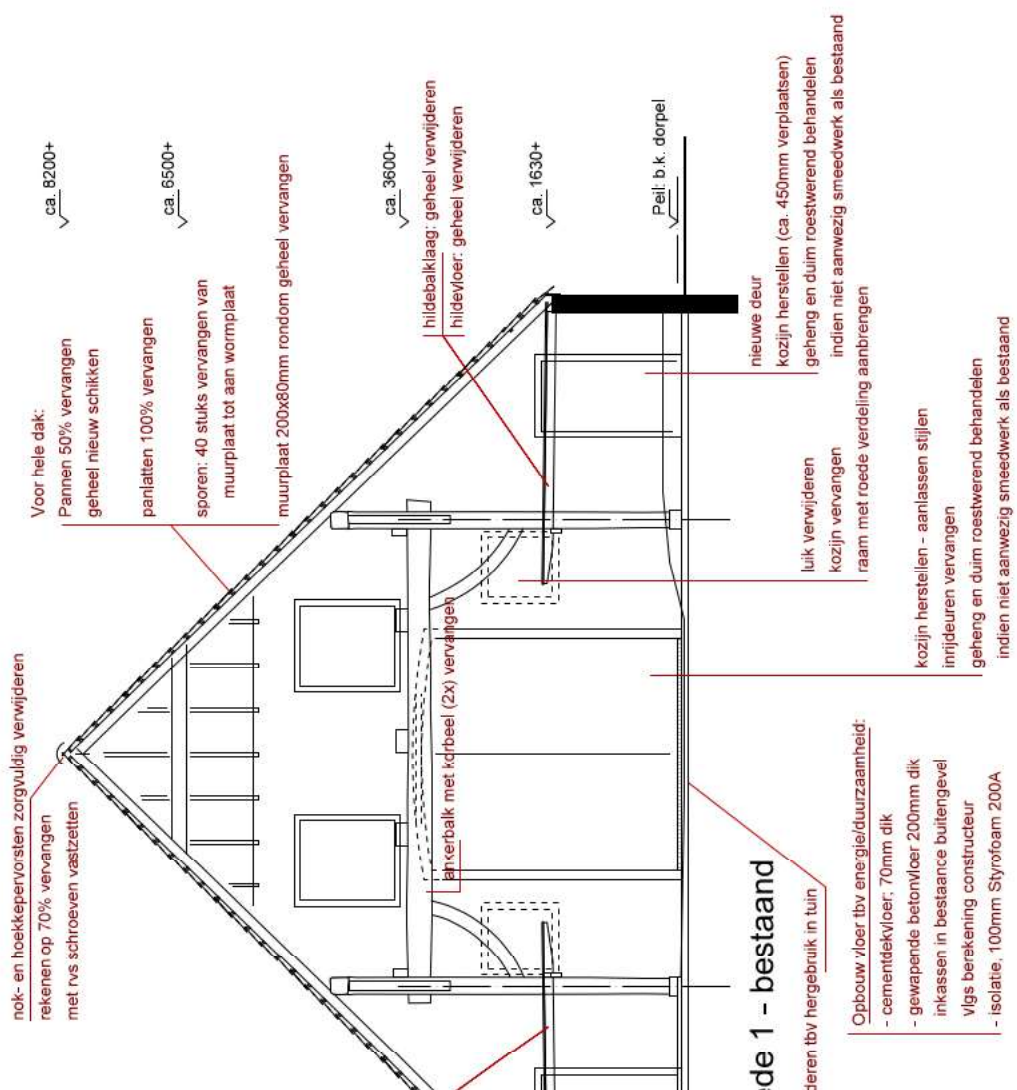 nok- en hoekkepervorsten zorgvuldig verwijderen
rekenen op 70% vervangen
met rvs schroeven vastzetten
Voor hele dak:
Pannen 50% vervangen
geheel nieuw schikken
panlatten 100% vervangen
sporen: 40 stuks vervangen van
muurplaat tot aan wormplaat
muurplaat 200x80mm rondom geheel vervangen
ca. 8200+
ca. 6500+
ca. 3600+
ca. 1630+
Peil: b.k. dorpel
hildebalklaag: geheel verwijderen
hildevloer: geheel verwijderen
ankerbalk met korbeel (2x) vervangen
nieuwe deur
kozijn herstellen (ca. 450mm verplaatsen)
geheng en duim roestwerend behandelen
indien niet aanwezig smeedwerk als bestaand
luik verwijderen
kozijn vervangen
raam met roede verdeling aanbrengen
kozijn herstellen - aanlassen stijlen
inrijdeuren vervangen
geheng en duim roestwerend behandelen
indien niet aanwezig smeedwerk als bestaand
de 1 - bestaand
deren tbv hergebruik in tuin
Opbouw vloer tbv energie/duurzaamheid:
- cementdekvloer; 70mm dik
- gewapende betonvloer 200mm dik
inkassen in bestaance buitengevel
vlgs berekening constructeur
- isolatie, 100mm Styrofoam 200A